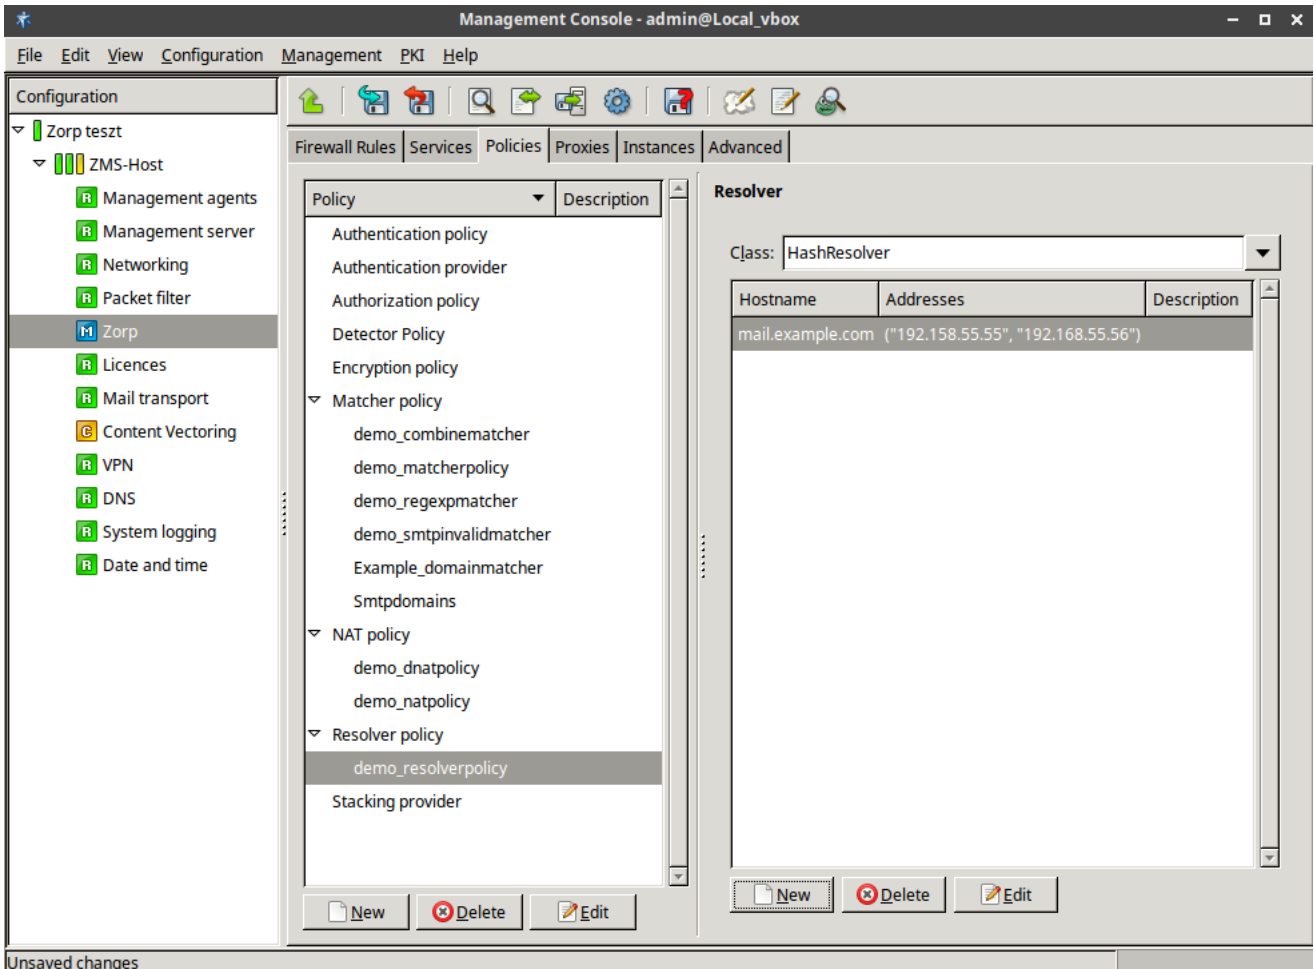 Management Console - admin@Local_vbox
File Edit View Configuration Management PKI Help
Configuration
Zorp teszt
ZMS-Host
R Management agents
R Management server
R Networking
R Packet filter
M Zorp
R Licences
R Mail transport
C Content Vectoring
R VPN
R DNS
R System logging
R Date and time
Firewall Rules Services Policies Proxies Instances Advanced
Policy Description
Authentication policy
Authentication provider
Authorization policy
Detector Policy
Encryption policy
Matcher policy
demo_combinematcher
demo_matcherpolicy
demo_regexpmatcher
demo_smtpinvalidmatcher
Example_domainmatcher
Smtpdomains
NAT policy
demo_dnatpolicy
demo_natpolicy
Resolver policy
demo_resolverpolicy
Stacking provider
New Delete Edit
Resolver
Class: HashResolver
Hostname Addresses Description
mail.example.com ("192.158.55.55", "192.168.55.56")
New Delete Edit
Unsaved changes